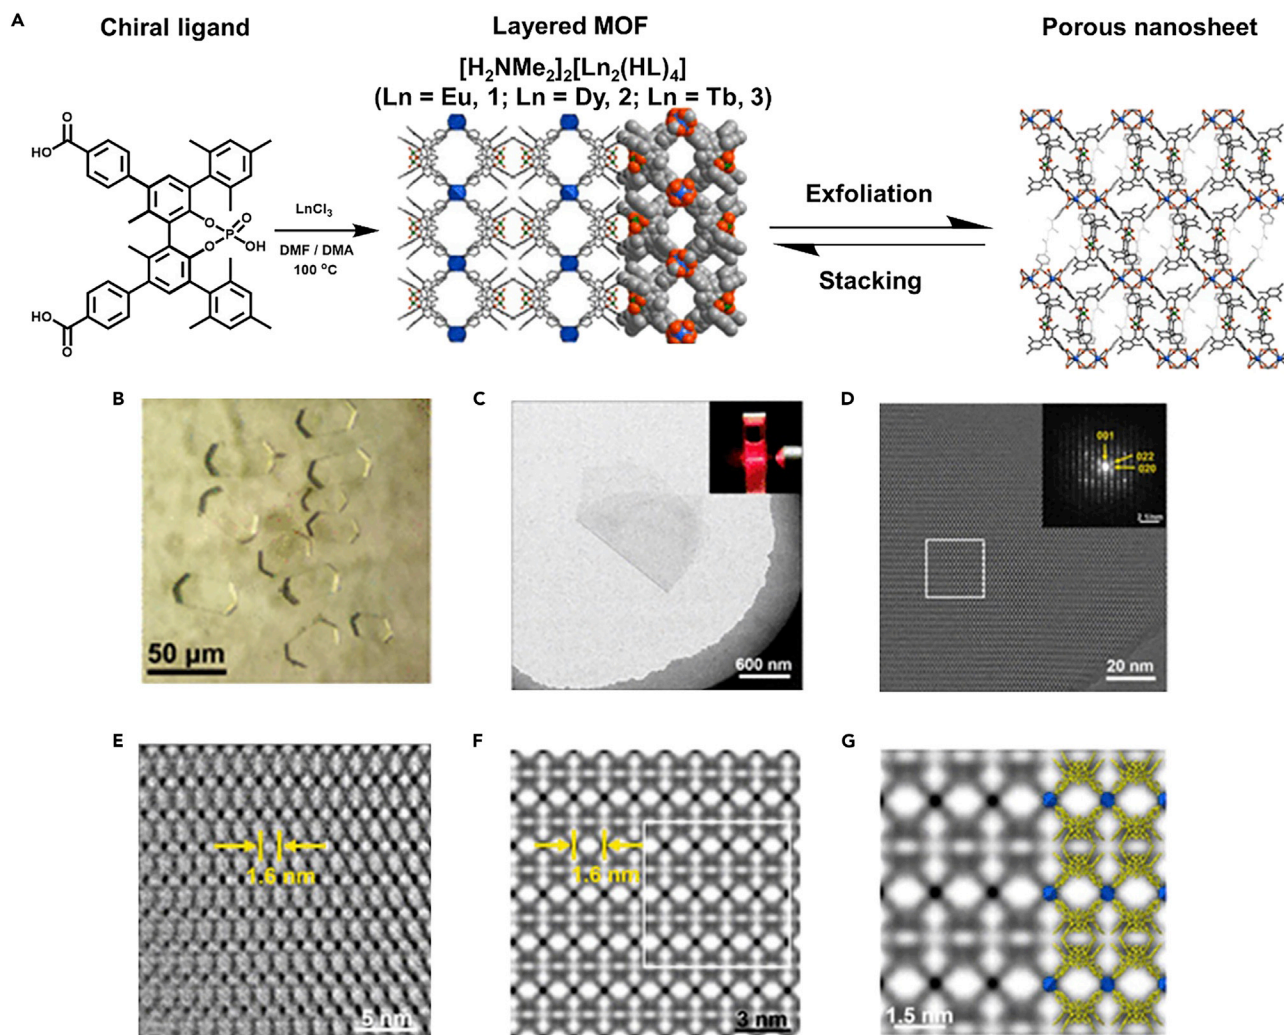 A
Chiral ligand
Layered MOF
Porous nanosheet
[H₂NMe₂]₂[Ln₂(HL)₄]
(Ln = Eu, 1; Ln = Dy, 2; Ln = Tb, 3)
O
HO
LnCl₃
DMF / DMA
100 °C
O
O
P
O
OH
HO
O
Exfoliation
Stacking
B
50 µm
C
600 nm
D
001
022
020
20 nm
E
1.6 nm
5 nm
F
1.6 nm
3 nm
G
1.5 nm